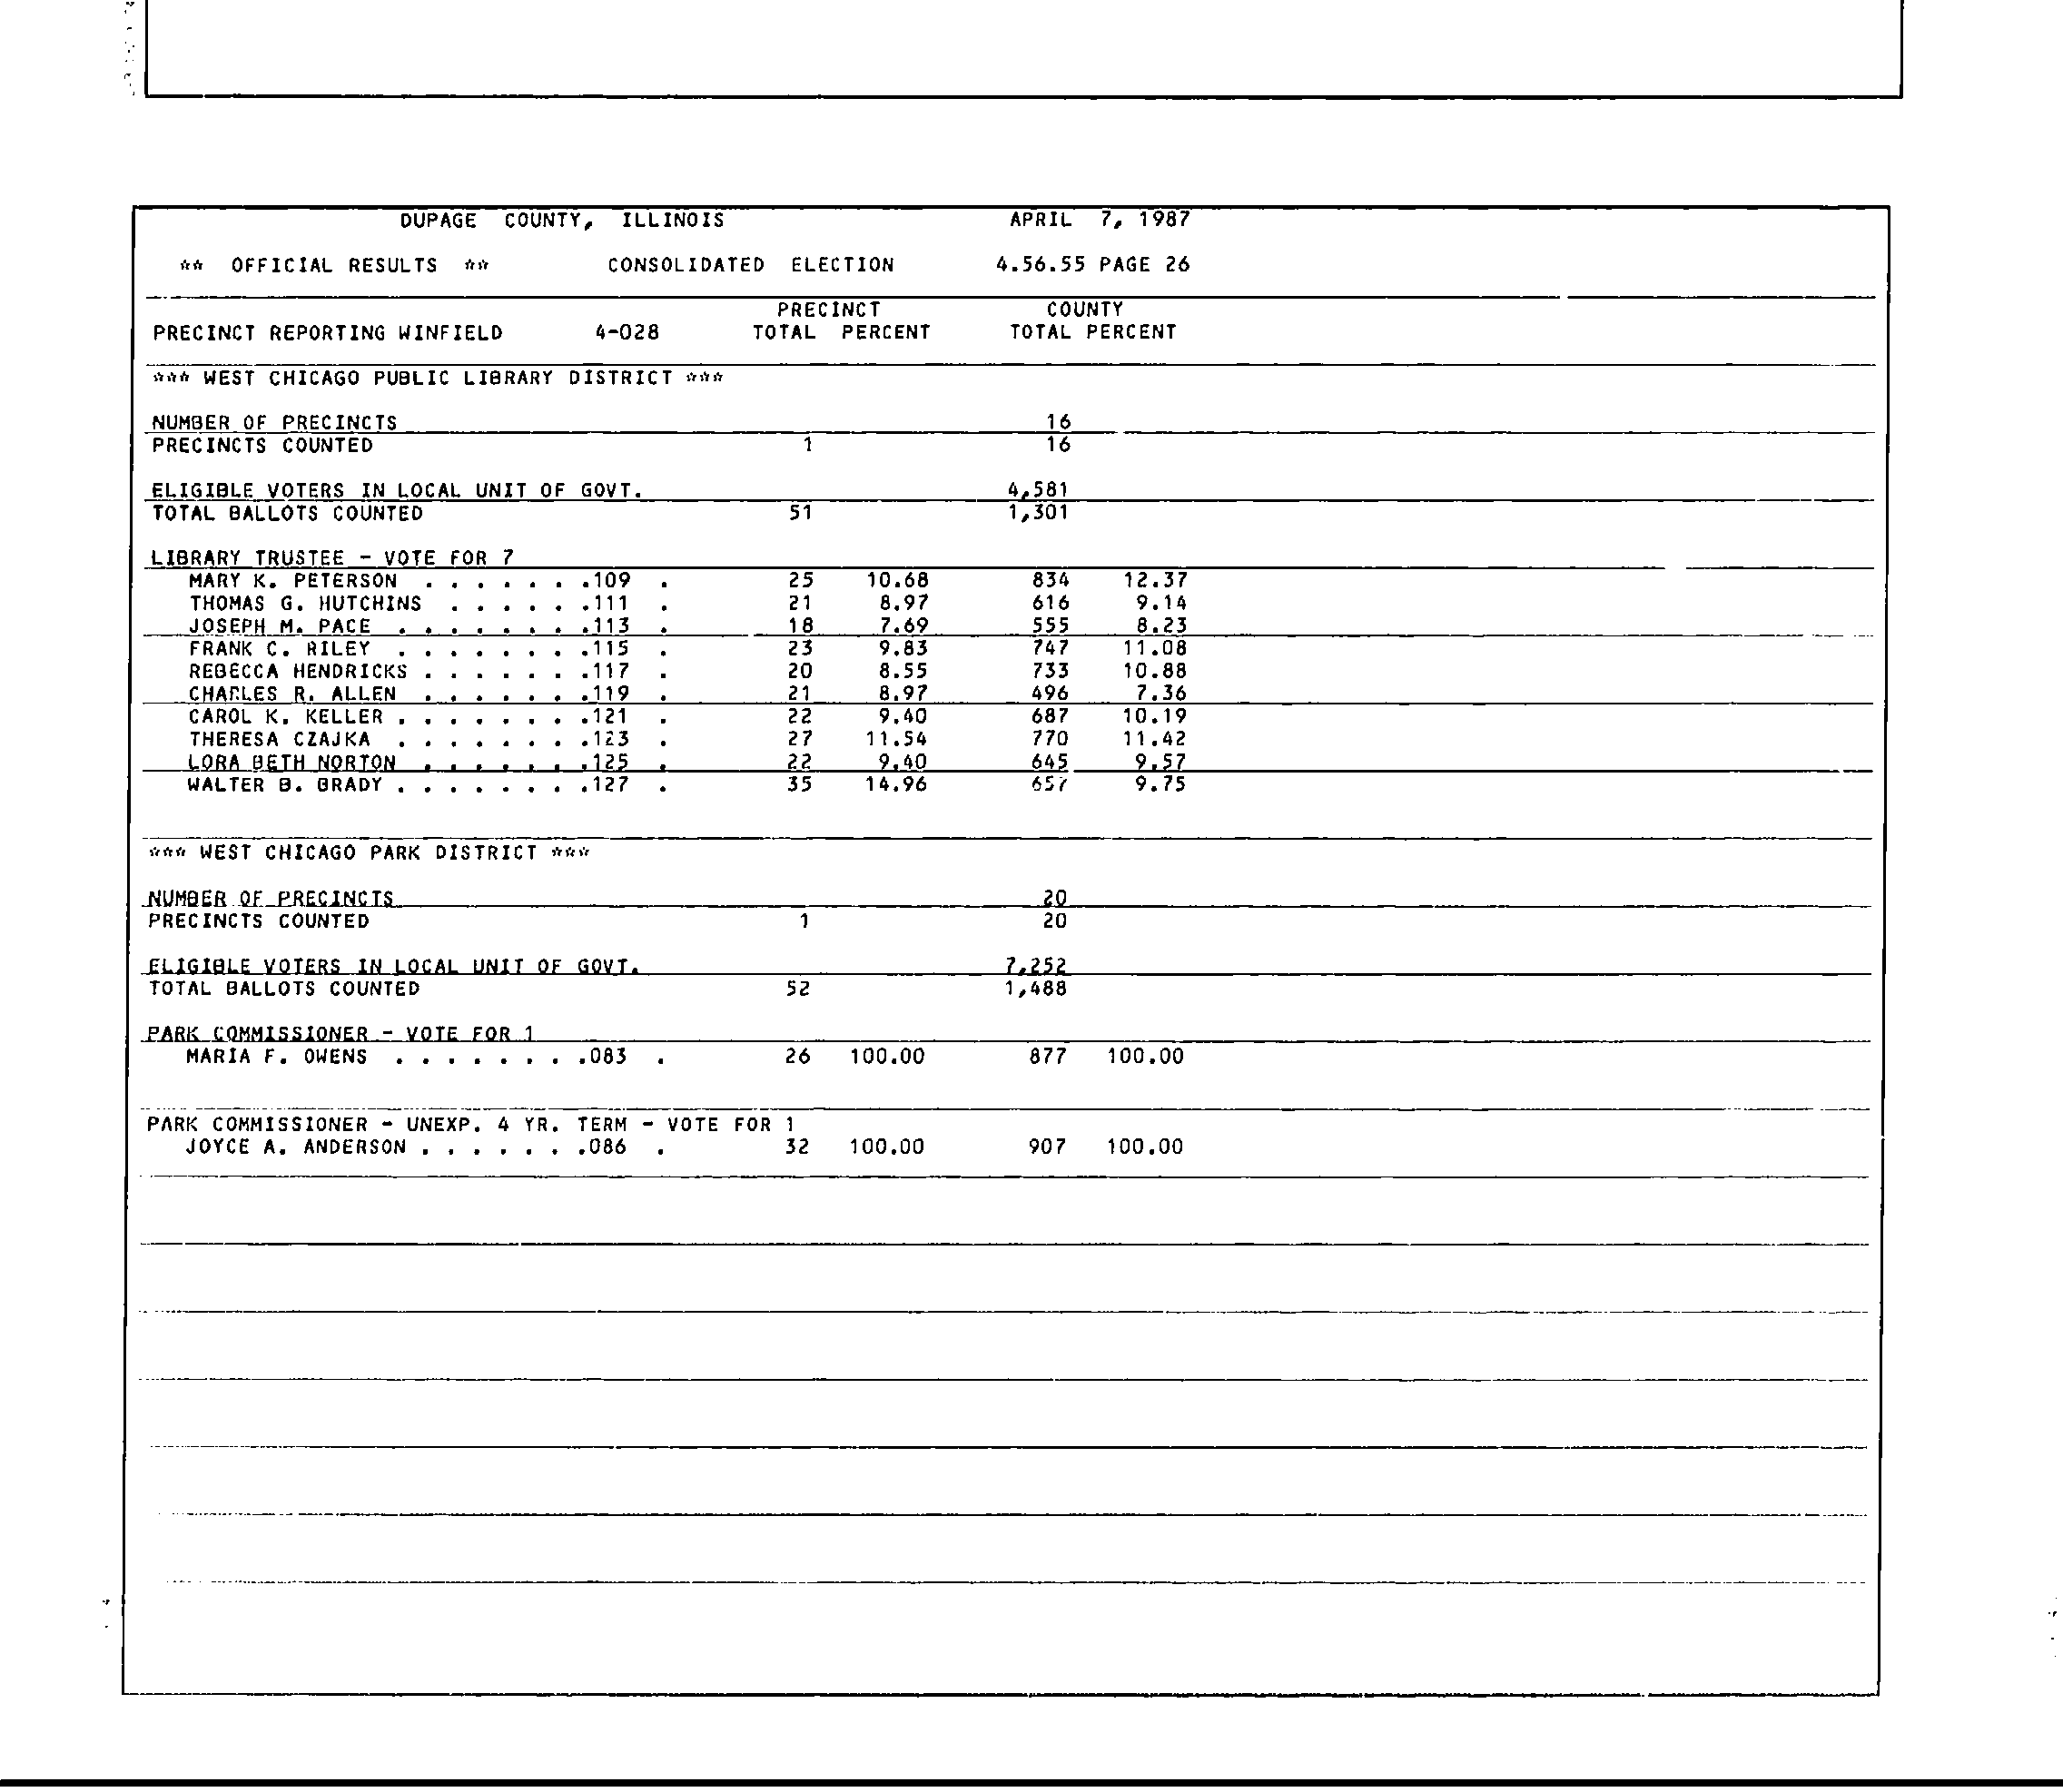 DUPAGE COUNTY, ILLINOIS APRIL 7, 1987
** OFFICIAL RESULTS ** CONSOLIDATED ELECTION 4.56.55 PAGE 26
PRECINCT COUNTY
PRECINCT REPORTING WINFIELD 4-028 TOTAL PERCENT TOTAL PERCENT
*** WEST CHICAGO PUBLIC LIBRARY DISTRICT ***
NUMBER OF PRECINCTS 16
PRECINCTS COUNTED 1 16
ELIGIBLE VOTERS IN LOCAL UNIT OF GOVT. 4,581
TOTAL BALLOTS COUNTED 51 1,301
LIBRARY TRUSTEE - VOTE FOR 7
MARY K. PETERSON . . . . . . .109 . 25 10.68 834 12.37
THOMAS G. HUTCHINS . . . . . .111 . 21 8.97 616 9.14
JOSEPH M. PACE . . . . . . . .113 . 18 7.69 555 8.23
FRANK C. RILEY . . . . . . . .115 . 23 9.83 747 11.08
REBECCA HENDRICKS . . . . . . .117 . 20 8.55 733 10.88
CHARLES R. ALLEN . . . . . . .119 . 21 8.97 496 7.36
CAROL K. KELLER . . . . . . . .121 . 22 9.40 687 10.19
THERESA CZAJKA . . . . . . . .123 . 27 11.54 770 11.42
LORA BETH NORTON . . . . . . .125 . 22 9.40 645 9.57
WALTER B. BRADY . . . . . . . .127 . 35 14.96 657 9.75
*** WEST CHICAGO PARK DISTRICT ***
NUMBER OF PRECINCTS 20
PRECINCTS COUNTED 1 20
ELIGIBLE VOTERS IN LOCAL UNIT OF GOVT. 7,252
TOTAL BALLOTS COUNTED 52 1,488
PARK COMMISSIONER - VOTE FOR 1
MARIA F. OWENS . . . . . . . .083 . 26 100.00 877 100.00
PARK COMMISSIONER - UNEXP. 4 YR. TERM - VOTE FOR 1
JOYCE A. ANDERSON . . . . . . .086 . 32 100.00 907 100.00